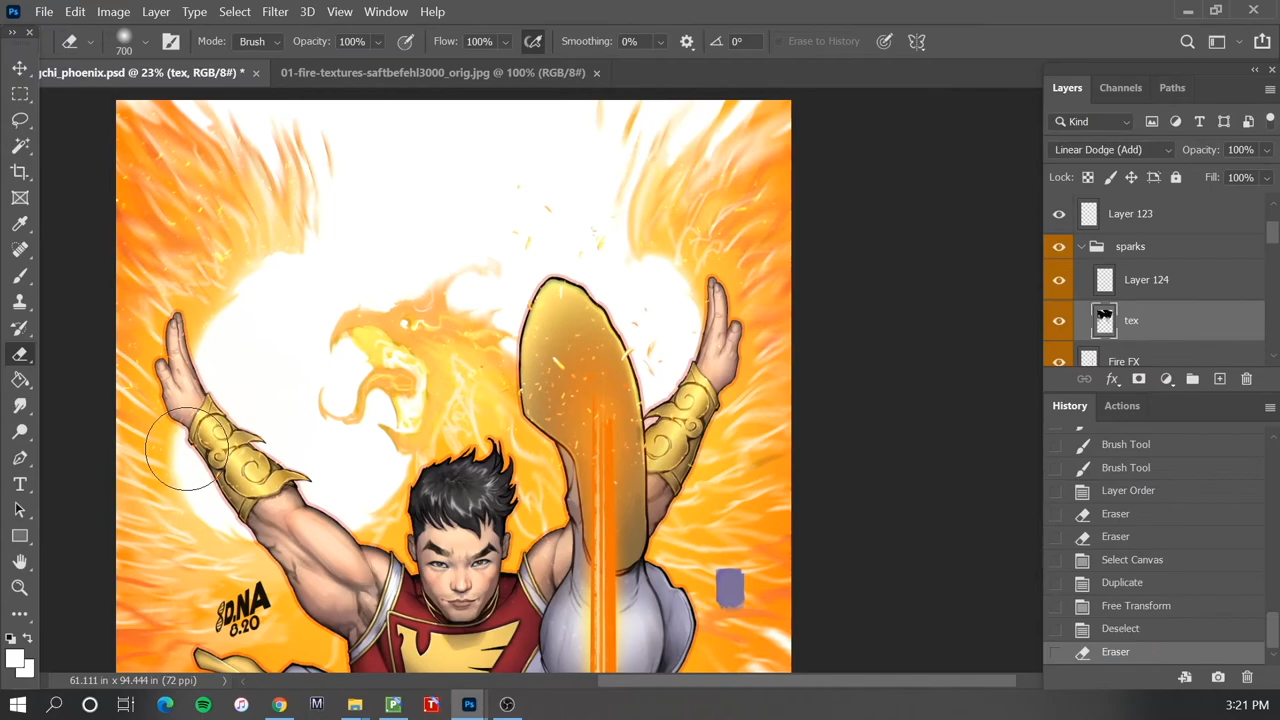 Ps File Edit Image Layer Type Select Filter 3D View Window Help
700 Mode: Brush Opacity: 100% Flow: 100% Smoothing: 0% 0° Erase to History
gchi_phoenix.psd @ 23% (tex, RGB/8#) * × 01-fire-textures-saftbefehl3000_orig.jpg @ 100% (RGB/8#) ×
Layers Channels Paths
Kind
Linear Dodge (Add) Opacity: 100%
Lock: Fill: 100%
Layer 123
sparks
Layer 124
tex
Fire FX
fx
History Actions
Brush Tool
Brush Tool
Layer Order
Eraser
Eraser
Select Canvas
Duplicate
Free Transform
Deselect
Eraser
D.NA
8.20
61.111 in x 94.444 in (72 ppi)
3:21 PM